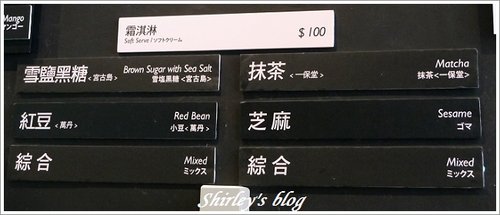 Mango
マンゴー
霜淇淋
Soft Serve / ソフトクリーム
$ 100
雪鹽黑糖 <宮古島>
Brown Sugar with Sea Salt
雪塩黒糖 <宮古島>
抹茶 <一保堂>
Matcha
抹茶<一保堂>
紅豆 <萬丹>
Red Bean
小豆 <萬丹>
芝麻
Sesame
ゴマ
綜合
Mixed
ミックス
綜合
Mixed
ミックス
Shirley's blog